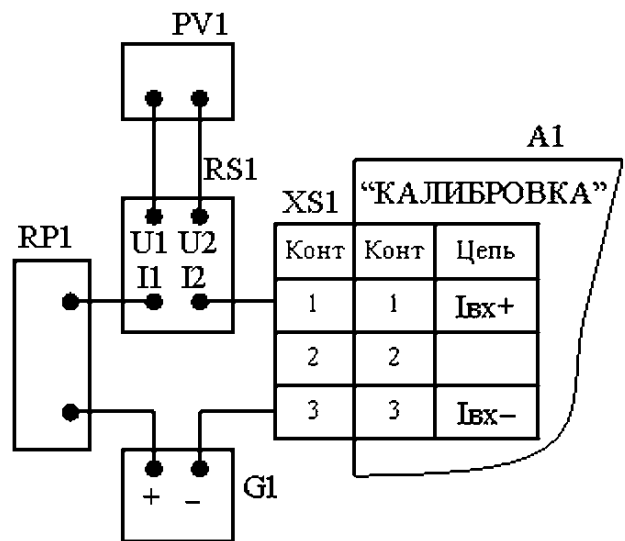 PV1
A1
RS1
“КАЛИБРОВКА”
XS1
RP1
U1 U2
I1 I2
Конт Конт Цепь
1 1 Iвх+
2 2
3 3 Iвх–
+ –
G1